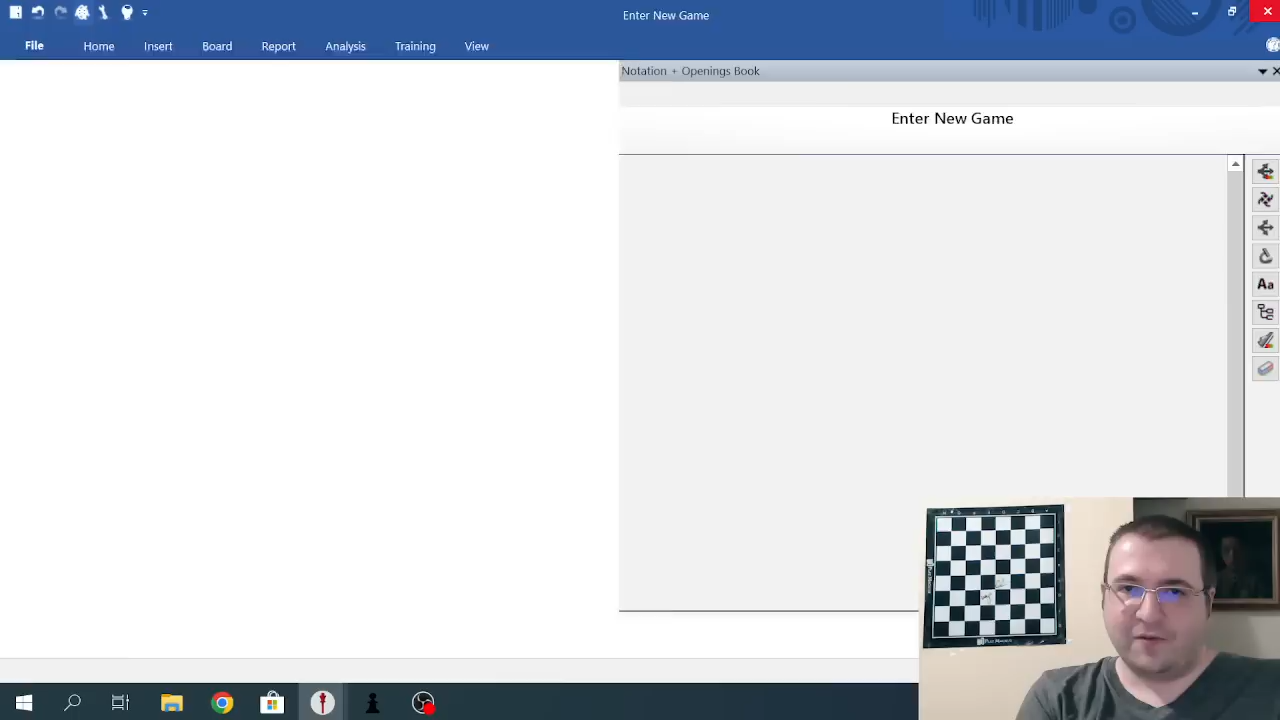 Enter New Game
File
Home
Insert
Board
Report
Analysis
Training
View
Notation + Openings Book
Enter New Game
Aa